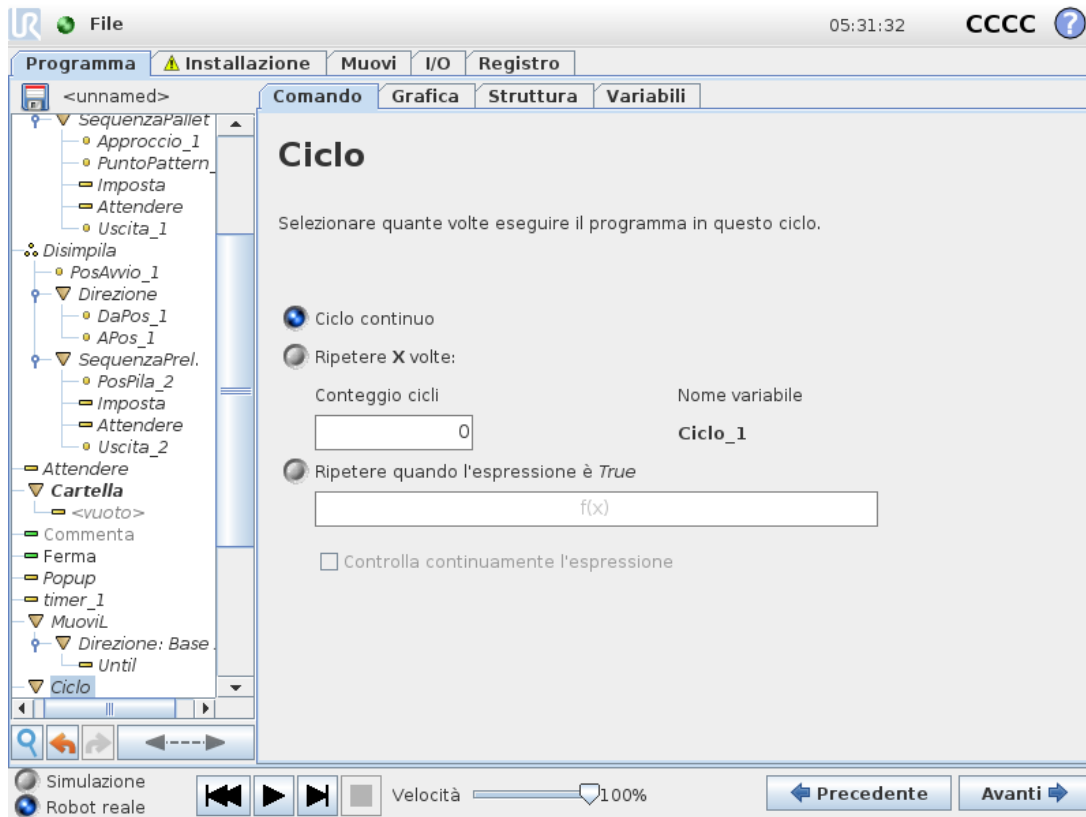 UR File 05:31:32 CCCC ?
Programma Installazione Muovi I/O Registro
<unnamed> Comando Grafica Struttura Variabili
SequenzaPallet
Approccio_1
PuntoPattern_
Imposta
Attendere
Uscita_1
Disimpila
PosAvvio_1
Direzione
DaPos_1
APos_1
SequenzaPrel.
PosPila_2
Imposta
Attendere
Uscita_2
Attendere
Cartella
<vuoto>
Commenta
Ferma
Popup
timer_1
MuoviL
Direzione: Base
Until
Ciclo
Ciclo
Selezionare quante volte eseguire il programma in questo ciclo.
Ciclo continuo
Ripetere X volte:
Conteggio cicli Nome variabile
0 Ciclo_1
Ripetere quando l'espressione è True
f(x)
Controlla continuamente l'espressione
Simulazione
Robot reale
Velocità 100%
Precedente Avanti